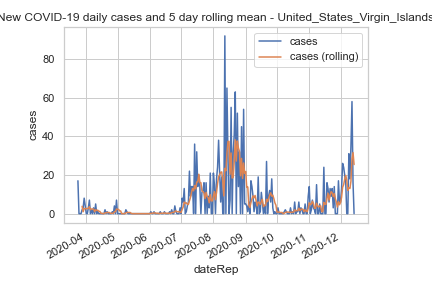 New COVID-19 daily cases and 5 day rolling mean - United_States_Virgin_Islands
cases
cases (rolling)
80
60
40
20
0
cases
2020-04
2020-05
2020-06
2020-07
2020-08
2020-09
2020-10
2020-11
2020-12
dateRep